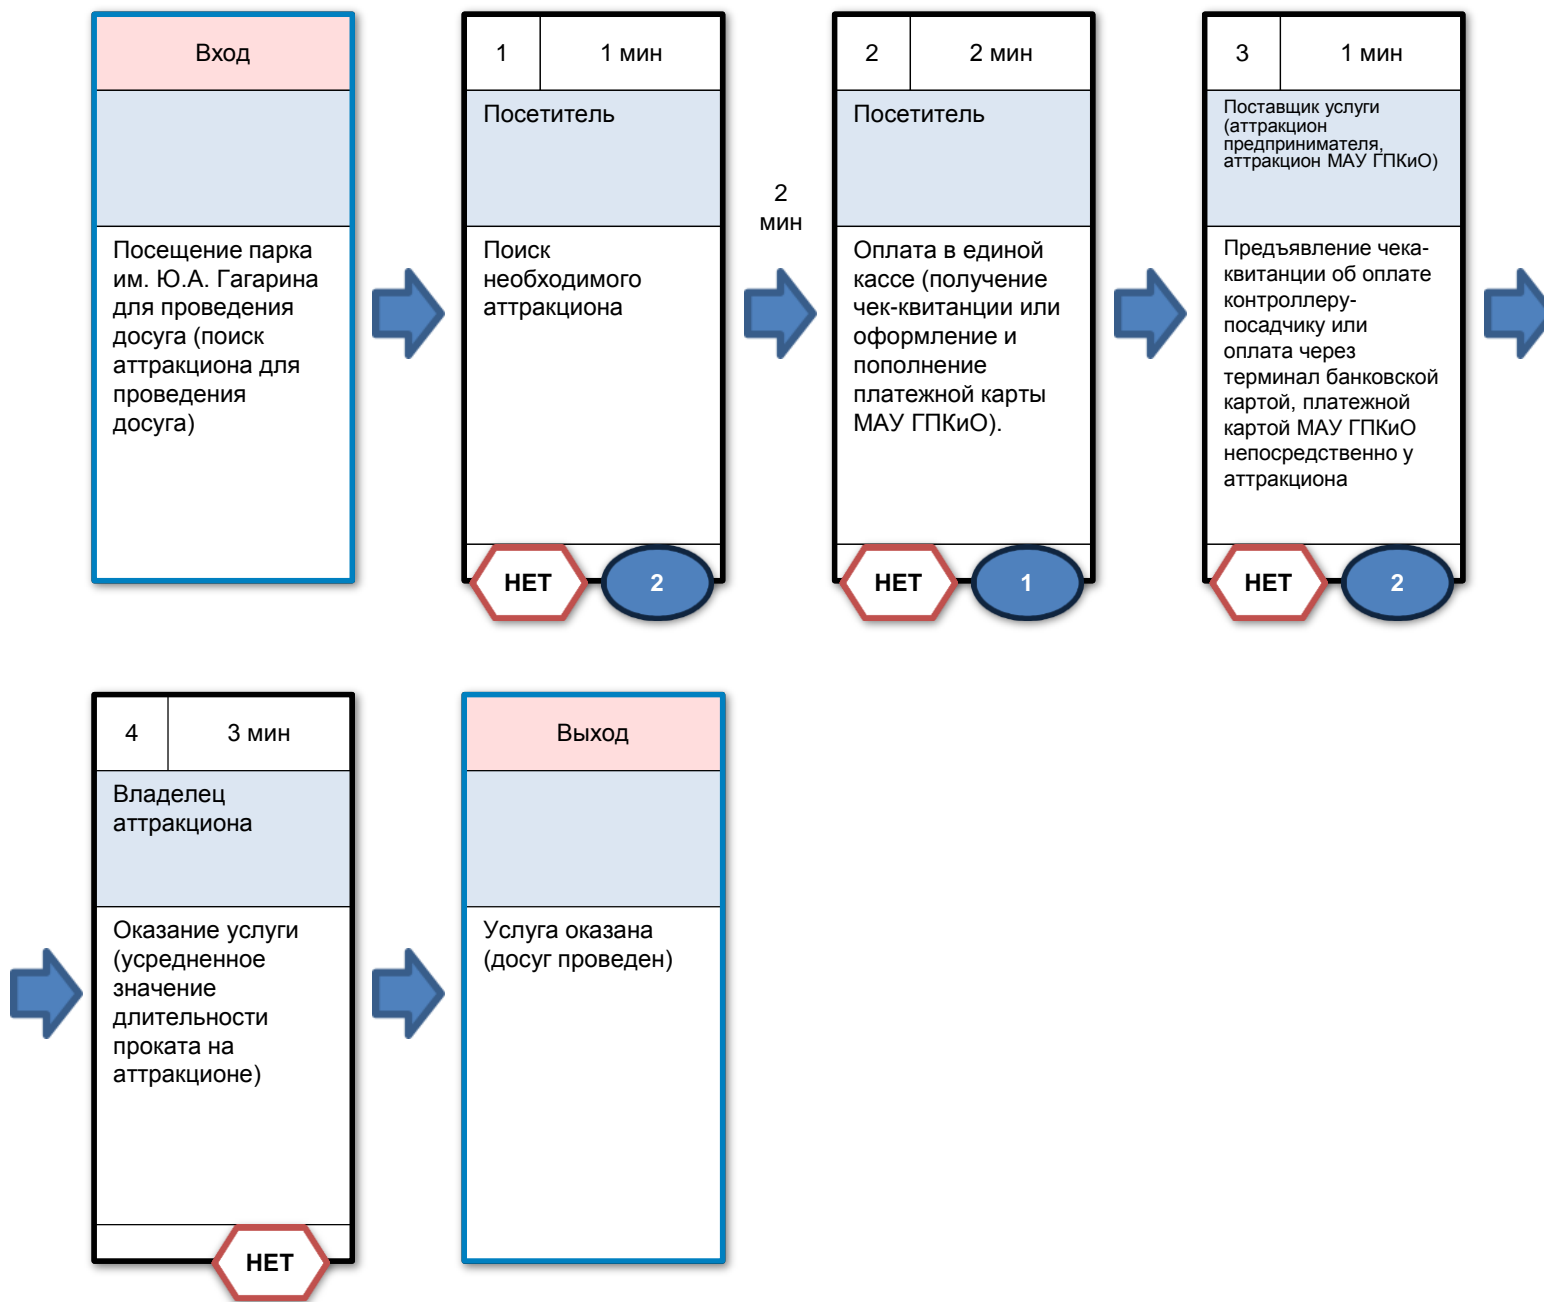 Вход
Посещение парка
им. Ю.А. Гагарина
для проведения
досуга (поиск
аттракциона для
проведения
досуга)
1
1 мин
Посетитель
Поиск
необходимого
аттракциона
НЕТ
2
2
мин
2
2 мин
Посетитель
Оплата в единой
кассе (получение
чек-квитанции или
оформление и
пополнение
платежной карты
МАУ ГПКиО).
НЕТ
1
3
1 мин
Поставщик услуги
(аттракцион
предпринимателя,
аттракцион МАУ ГПКиО)
Предъявление чека-
квитанции об оплате
контроллеру-
посадчику или
оплата через
терминал банковской
картой, платежной
картой МАУ ГПКиО
непосредственно у
аттракциона
НЕТ
2
4
3 мин
Владелец
аттракциона
Оказание услуги
(усредненное
значение
длительности
проката на
аттракционе)
НЕТ
Выход
Услуга оказана
(досуг проведен)